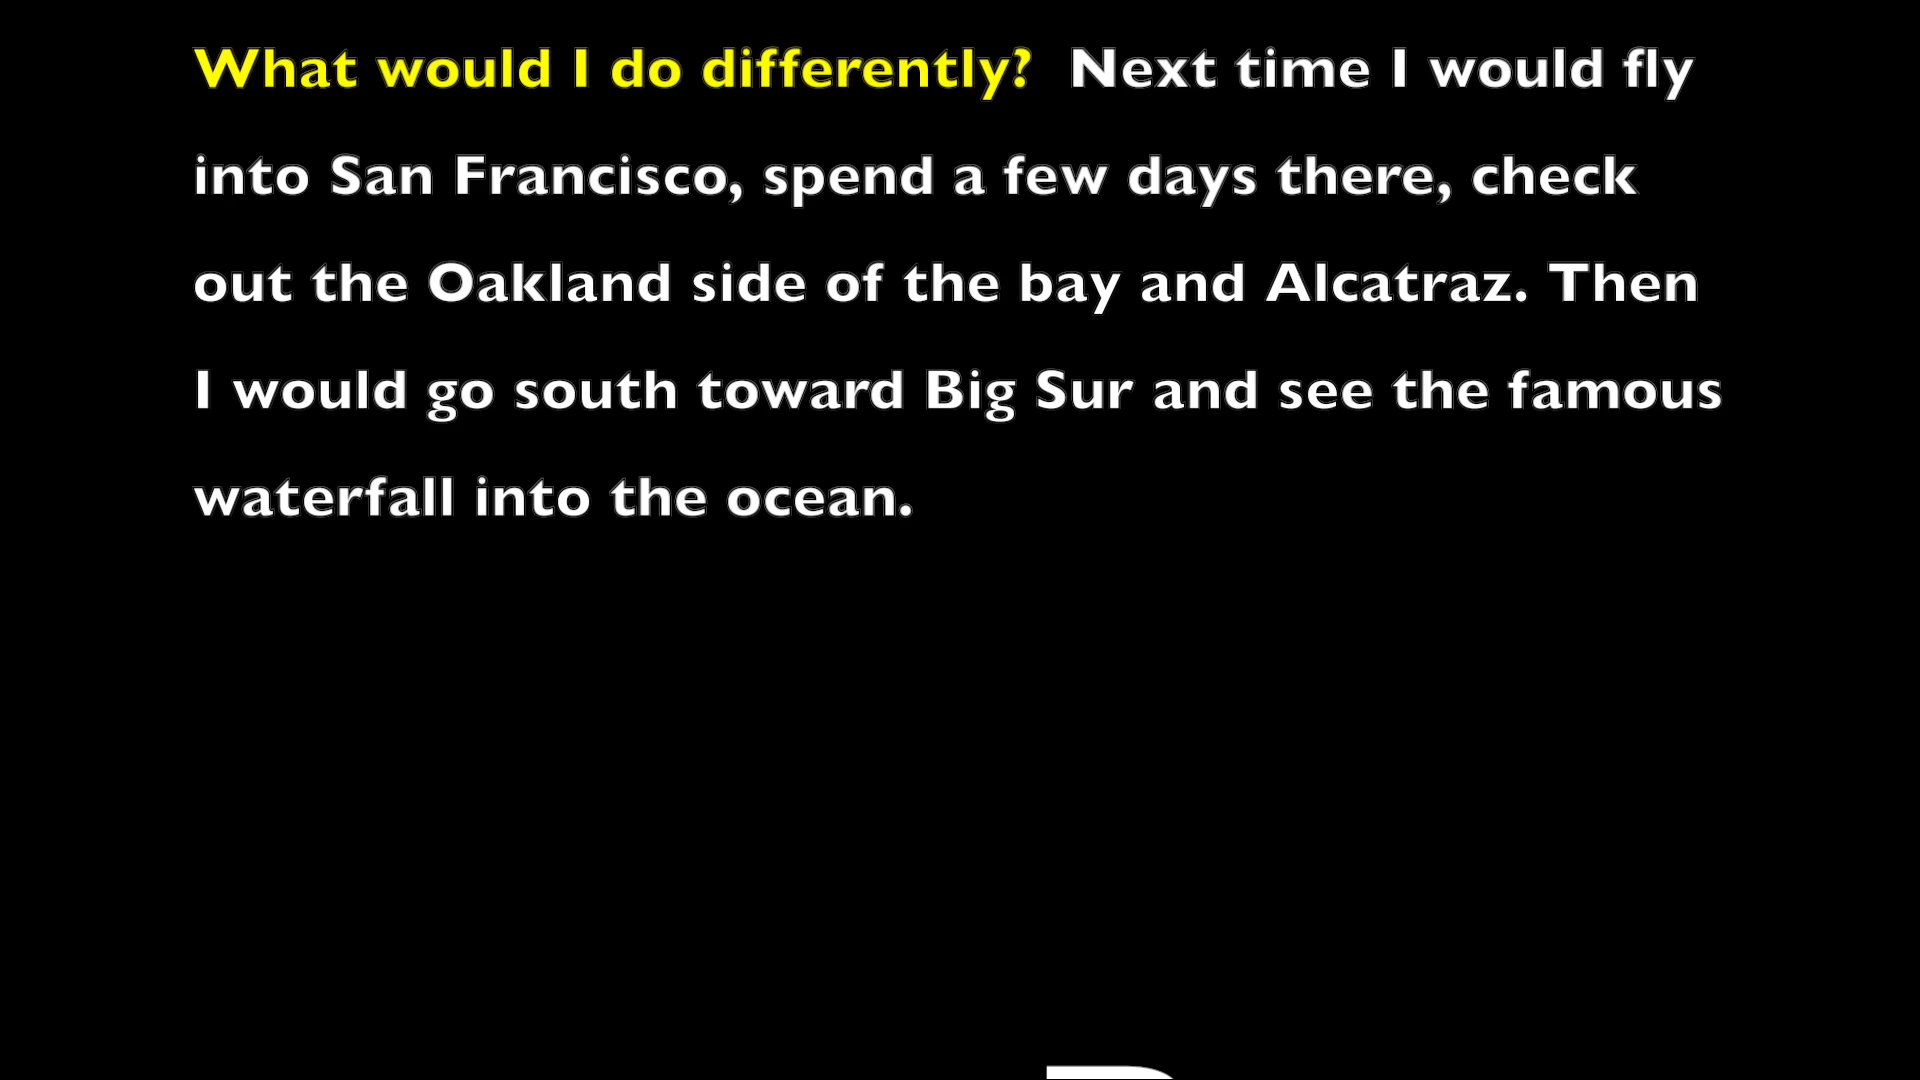 What would I do differently?  Next time I would fly
into San Francisco, spend a few days there, check
out the Oakland side of the bay and Alcatraz. Then
I would go south toward Big Sur and see the famous
waterfall into the ocean.